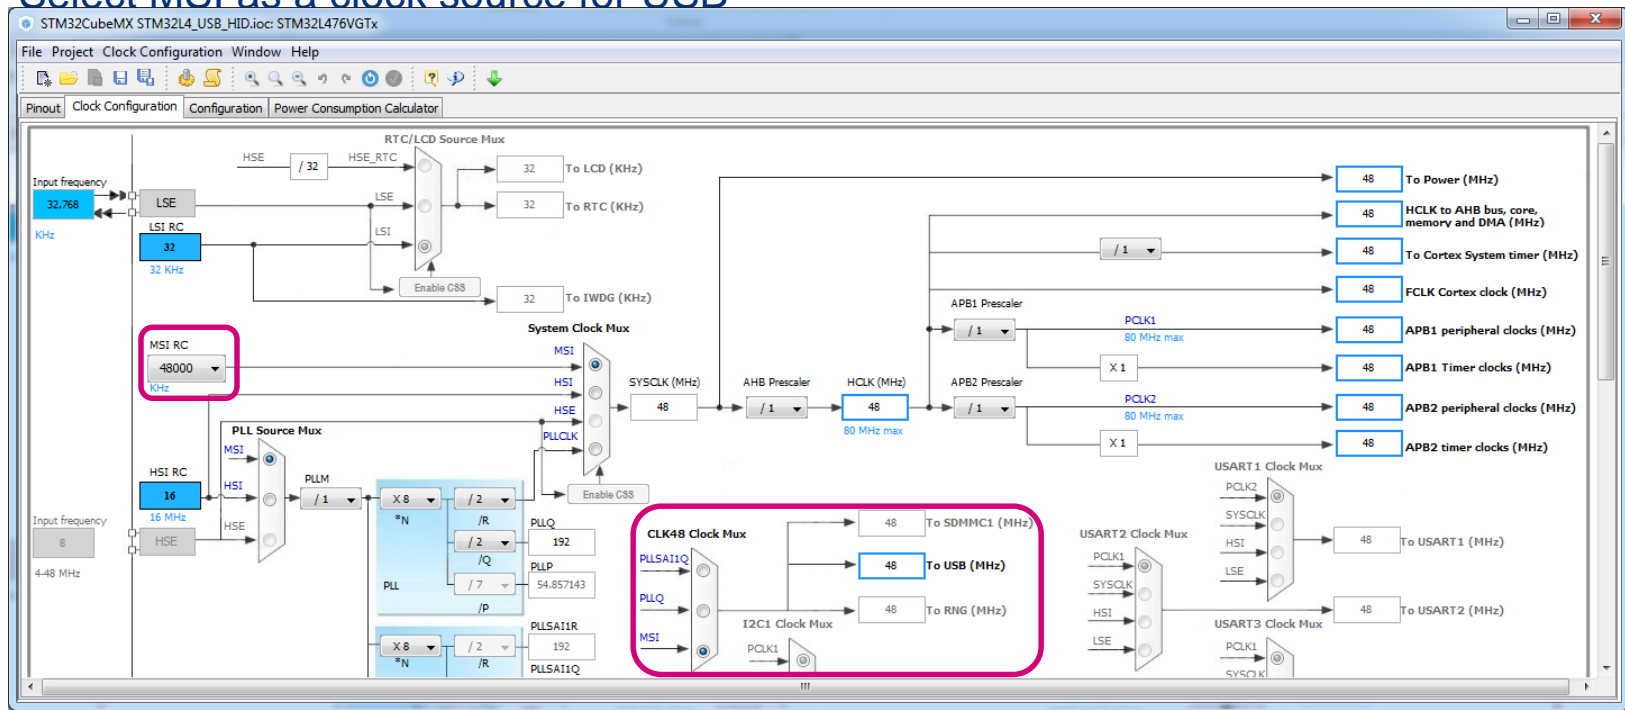 Select MSI as a clock source for USB
STM32CubeMX STM32L4_USB_HID.ioc: STM32L476VGTx
File Project Clock Configuration Window Help
Pinout Clock Configuration Configuration Power Consumption Calculator
RTC/LCD Source Mux
HSE / 32 HSE_RTC 32 To LCD (KHz)
Input frequency
32.768 LSE LSE 32 To RTC (KHz)
KHz
LSI RC LSI
32
32 KHz
Enable CSS
32 To IWDG (KHz)
48 To Power (MHz)
48 HCLK to AHB bus, core,
memory and DMA (MHz)
/ 1 48 To Cortex System timer (MHz)
48 FCLK Cortex clock (MHz)
APB1 Prescaler
/ 1 PCLK1 48 APB1 peripheral clocks (MHz)
80 MHz max
X 1 48 APB1 Timer clocks (MHz)
System Clock Mux
MSI RC MSI
48000
KHz
HSI SYSCLK (MHz) AHB Prescaler HCLK (MHz) APB2 Prescaler
48 / 1 48 / 1 PCLK2 48 APB2 peripheral clocks (MHz)
80 MHz max 80 MHz max
X 1 48 APB2 timer clocks (MHz)
HSE
PLLCLK
Enable CSS
PLL Source Mux
MSI
HSI RC HSI PLLM
16 / 1 X 8 / 2
16 MHz *N /R PLLQ
Input frequency HSE / 2 192
8 HSE /Q PLLP
4-48 MHz PLL / 7 54.857143
/P
PLLSAI1R
X 8 / 2 192
*N /R PLLSAI1Q
CLK48 Clock Mux
48 To SDMMC1 (MHz)
PLLSAI1Q
48 To USB (MHz)
PLLQ
48 To RNG (MHz)
MSI
I2C1 Clock Mux
PCLK1
USART1 Clock Mux
PCLK2
SYSCLK
HSI 48 To USART1 (MHz)
LSE
USART2 Clock Mux
PCLK1
SYSCLK
HSI 48 To USART2 (MHz)
LSE
USART3 Clock Mux
PCLK1
SYSCLK